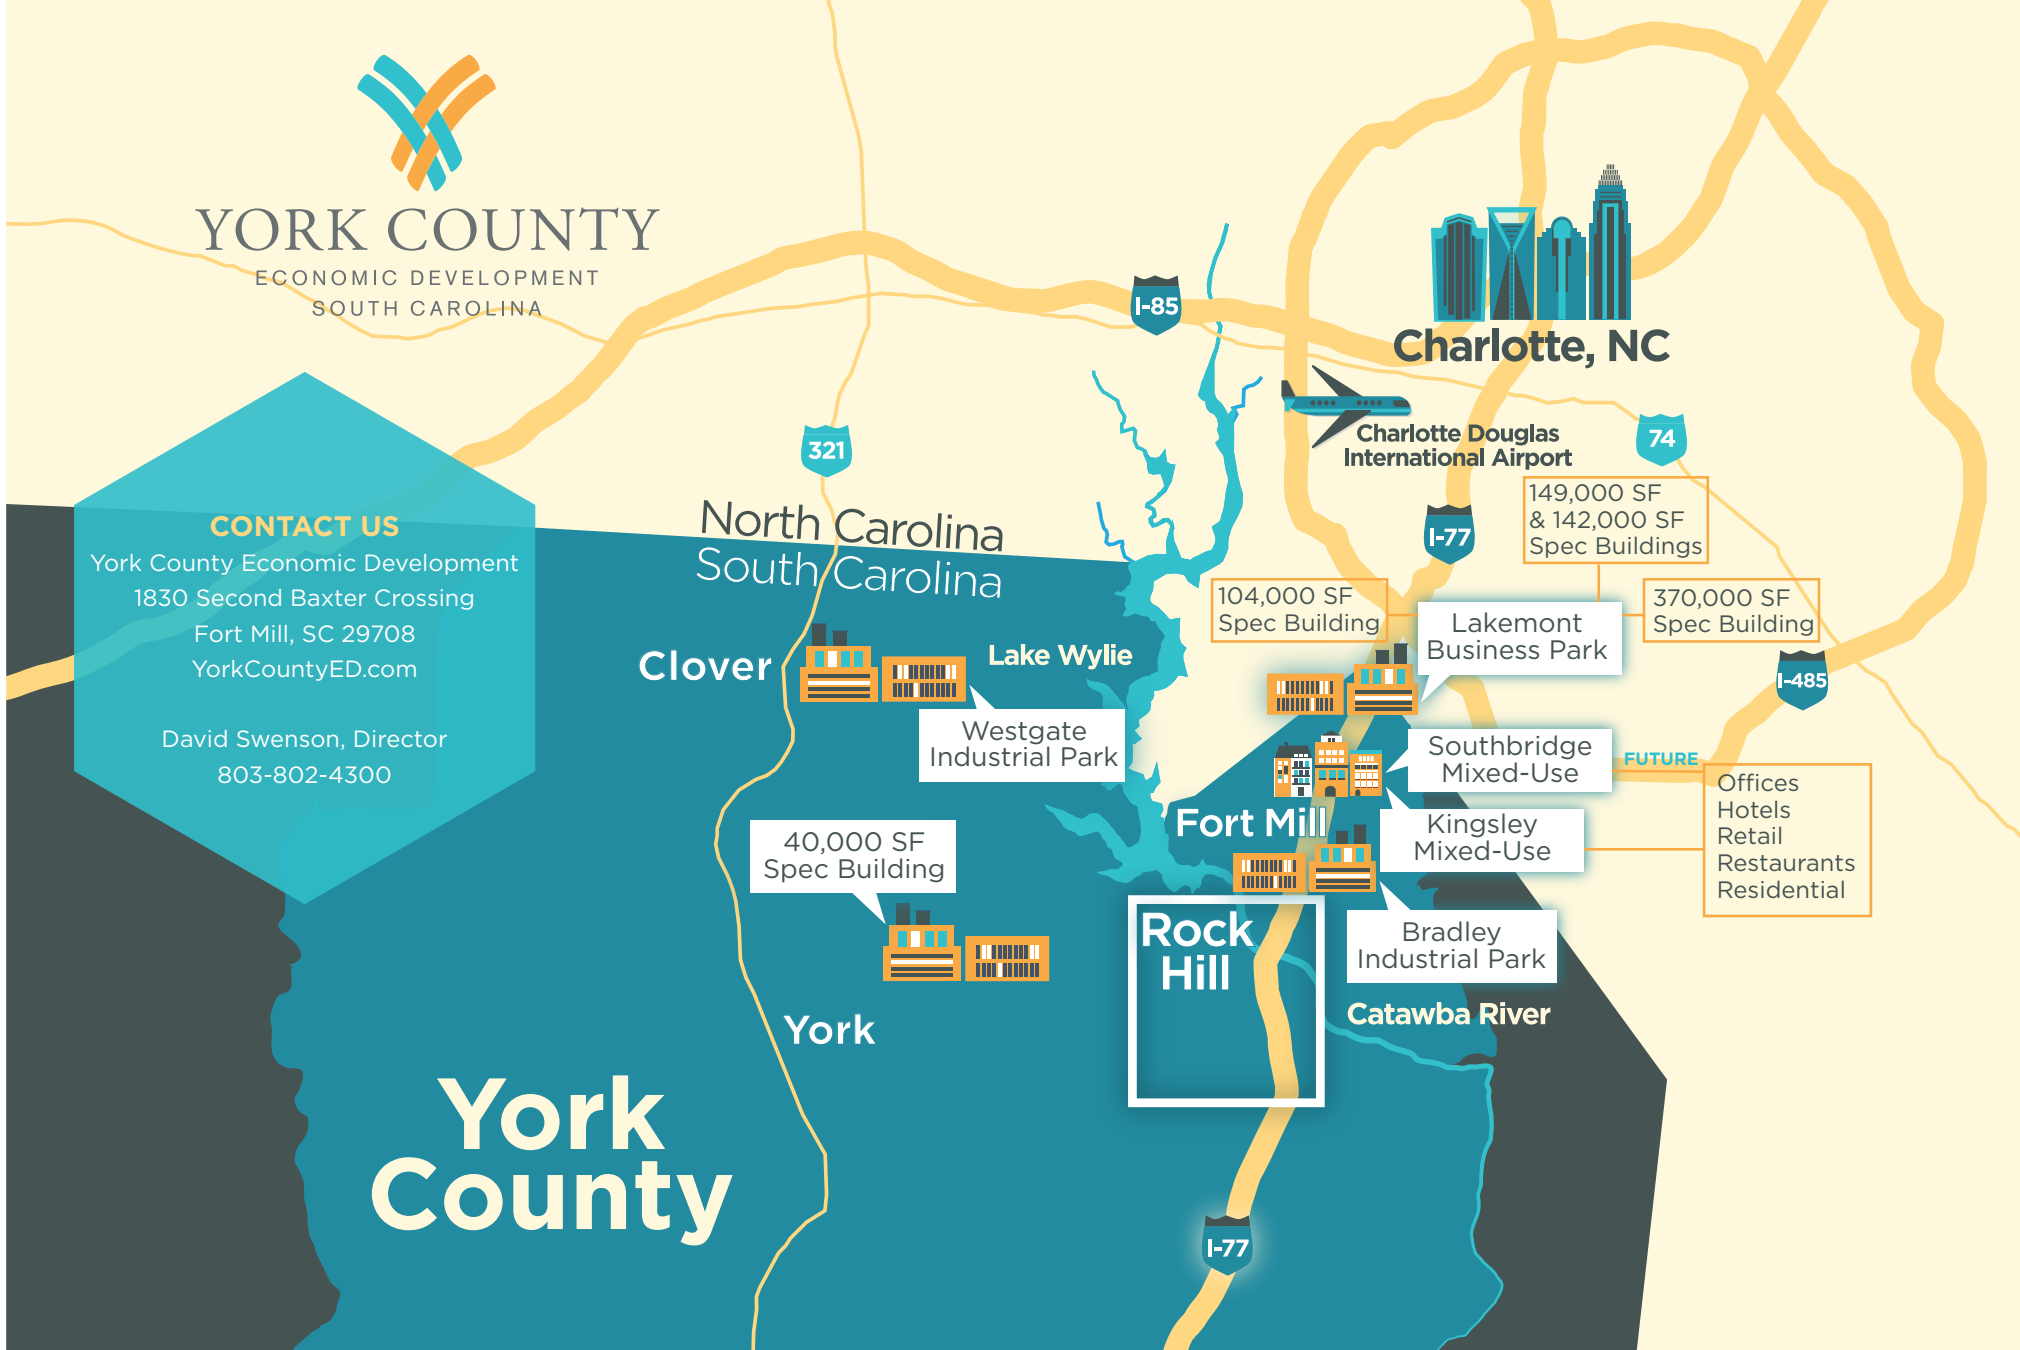 YORK COUNTY
ECONOMIC DEVELOPMENT
SOUTH CAROLINA
I-85
Charlotte, NC
Charlotte Douglas
International Airport
321
74
CONTACT US
York County Economic Development
1830 Second Baxter Crossing
Fort Mill, SC 29708
YorkCountyED.com
David Swenson, Director
803-802-4300
North Carolina
South Carolina
I-77
149,000 SF
& 142,000 SF
Spec Buildings
104,000 SF
Spec Building
370,000 SF
Spec Building
Lakemont
Business Park
Clover
Lake Wylie
I-485
Westgate
Industrial Park
Southbridge
Mixed-Use
FUTURE
Offices
Hotels
Retail
Restaurants
Residential
Fort Mill
Kingsley
Mixed-Use
40,000 SF
Spec Building
Rock
Hill
Bradley
Industrial Park
Catawba River
York
York
County
I-77